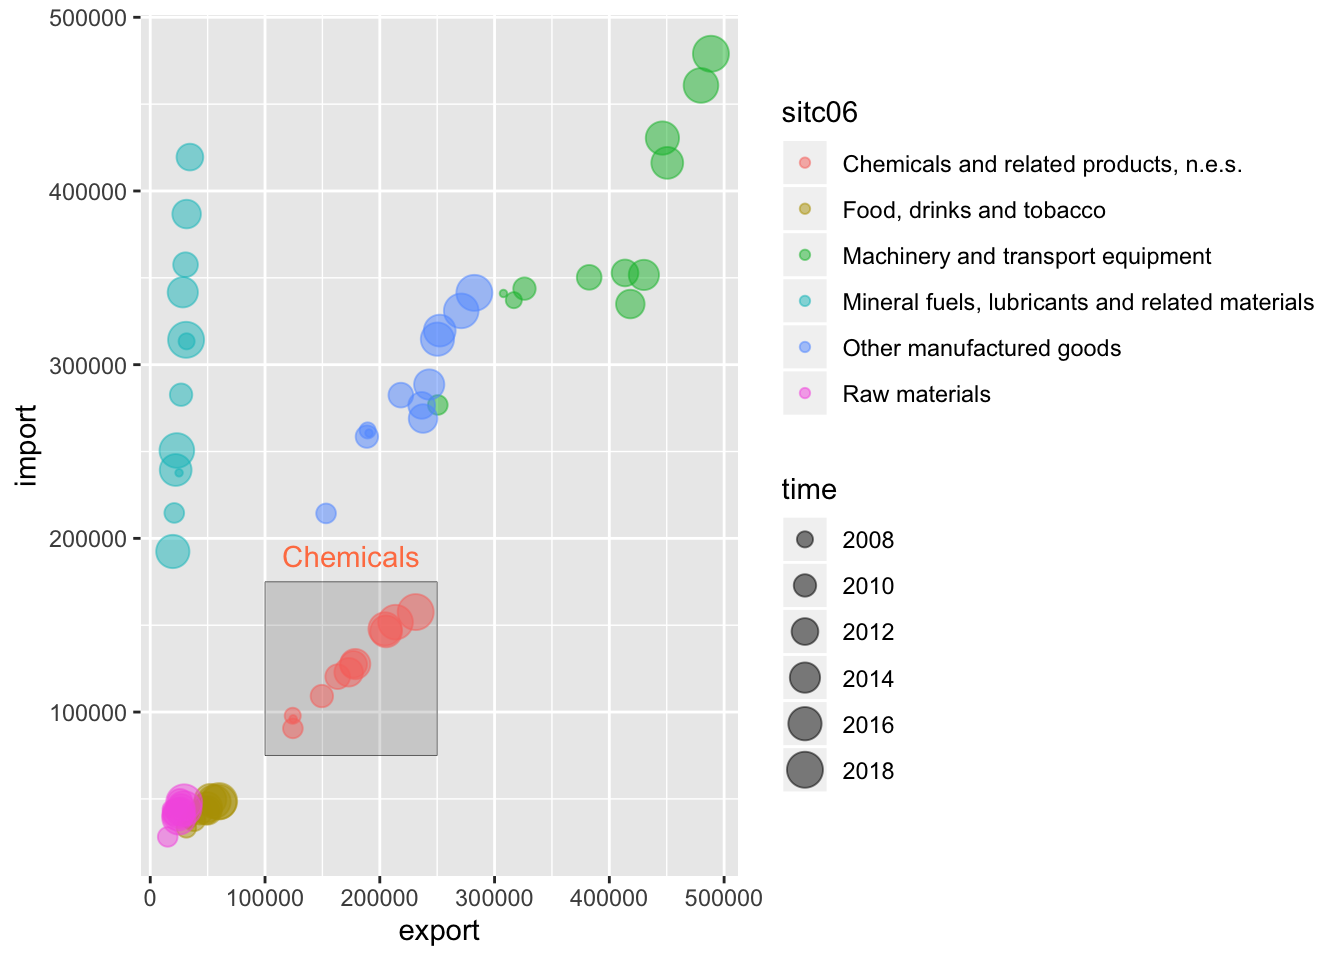 500000
400000
300000
200000
100000
import
Chemicals
0
100000
200000
300000
400000
500000
export
sitc06
Chemicals and related products, n.e.s.
Food, drinks and tobacco
Machinery and transport equipment
Mineral fuels, lubricants and related materials
Other manufactured goods
Raw materials
time
2008
2010
2012
2014
2016
2018